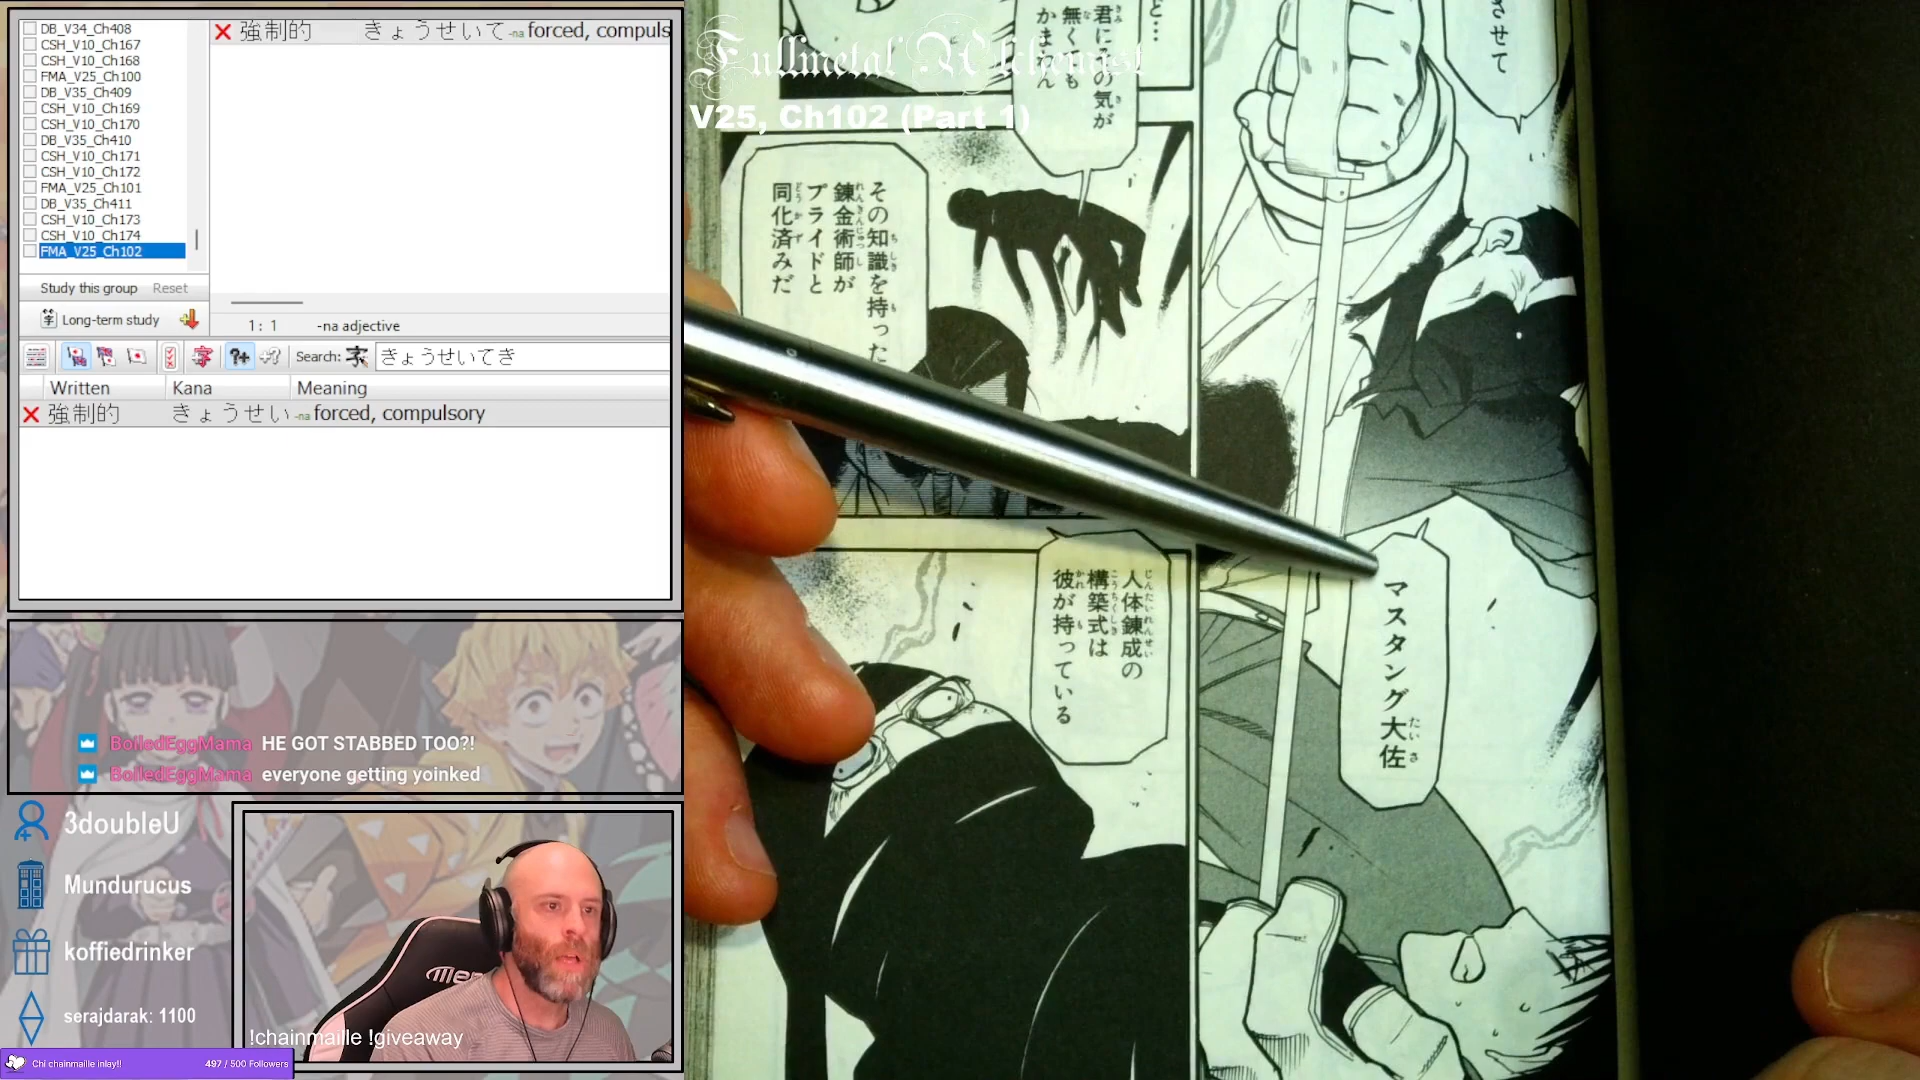 DB_V34_Ch408
CSH_V10_Ch167
CSH_V10_Ch168
FMA_V25_Ch100
DB_V35_Ch409
CSH_V10_Ch169
CSH_V10_Ch170
DB_V35_Ch410
CSH_V10_Ch171
CSH_V10_Ch172
FMA_V25_Ch101
DB_V35_Ch411
CSH_V10_Ch173
CSH_V10_Ch174
FMA_V25_Ch102
Study this group Reset
Long-term study
強制的 きょうせいて -na forced, compuls
1: 1 -na adjective
Search: きょうせいてき
Written Kana Meaning
強制的 きょうせい -na forced, compulsory
BoiledEggMama HE GOT STABBED TOO?!
BoiledEggMama everyone getting yoinked
3doubleU
Mundurucus
koffiedrinker
serajdarak: 1100
!chainmaille !giveaway
Chi chainmaille inlay!! 497 / 500 Followers
Fullmetal Alchemist
V25, Ch102 (Part 1)
させて
マスタング大佐
ど…
君にその気が
無くても
かまわん
その知識を持った
錬金術師が
プライドと
同化済みだ
人体錬成の
構築式は
彼が持っている